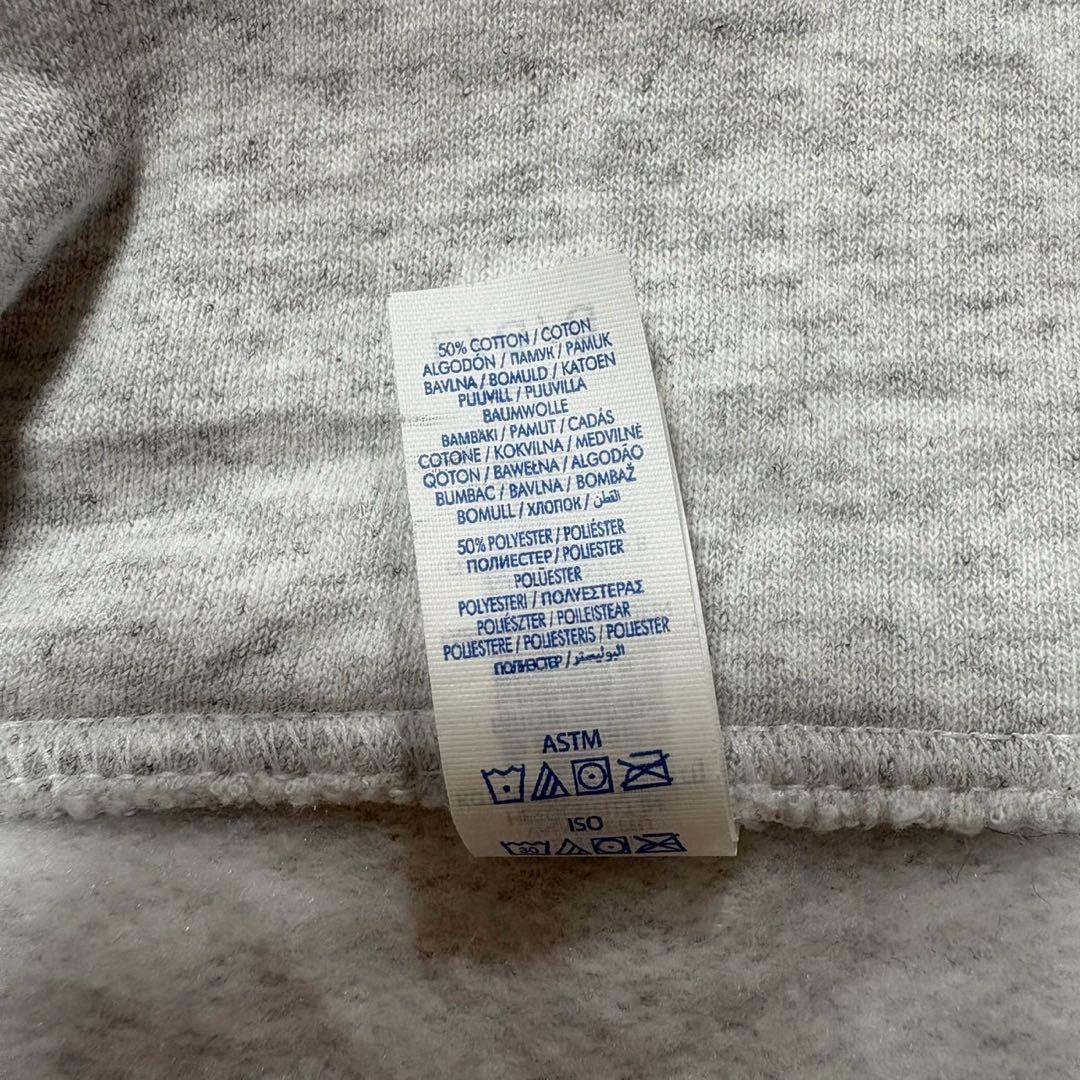 50% COTTON / COTON
ALGODÓN / ПАМУК / PAMUK
BAVLNA / BOMULD / KATOEN
PUUVILL / PUUVILLA
BAUMWOLLE
BAMBAKI / PAMUT / CADÁS
COTONE / KOKVILNA / MEDVILNĖ
QOTON / BAWEŁNA / ALGODÃO
BUMBAC / BAVLNA / BOMBAŽ
BOMULL / ХЛОПОК / القطن
50% POLYESTER / POLIÉSTER
ПОЛИЕСТЕР / POLIESTER
POLÜESTER
POLYESTERI / ΠΟΛΥΕΣΤΕΡΑΣ
POLIÉSZTER / POILEISTEAR
POLIESTERE / POLIESTERIS / POLIESTER
ПОЛИЭСТЕР / البوليستر
ASTM
ISO
30